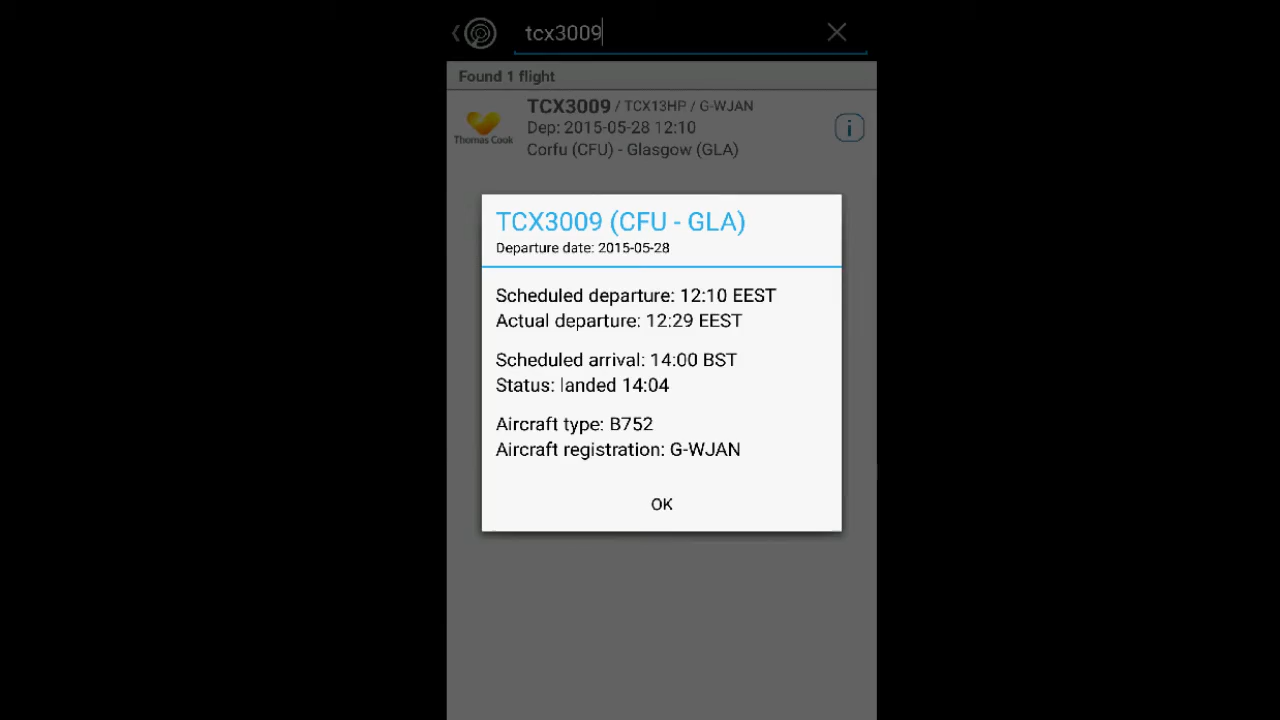 tcx3009
Found 1 flight
TCX3009 / TCX13HP / G-WJAN
Dep: 2015-05-28 12:10
Thomas Cook
Corfu (CFU) - Glasgow (GLA)
TCX3009 (CFU - GLA)
Departure date: 2015-05-28
Scheduled departure: 12:10 EEST
Actual departure: 12:29 EEST
Scheduled arrival: 14:00 BST
Status: landed 14:04
Aircraft type: B752
Aircraft registration: G-WJAN
OK